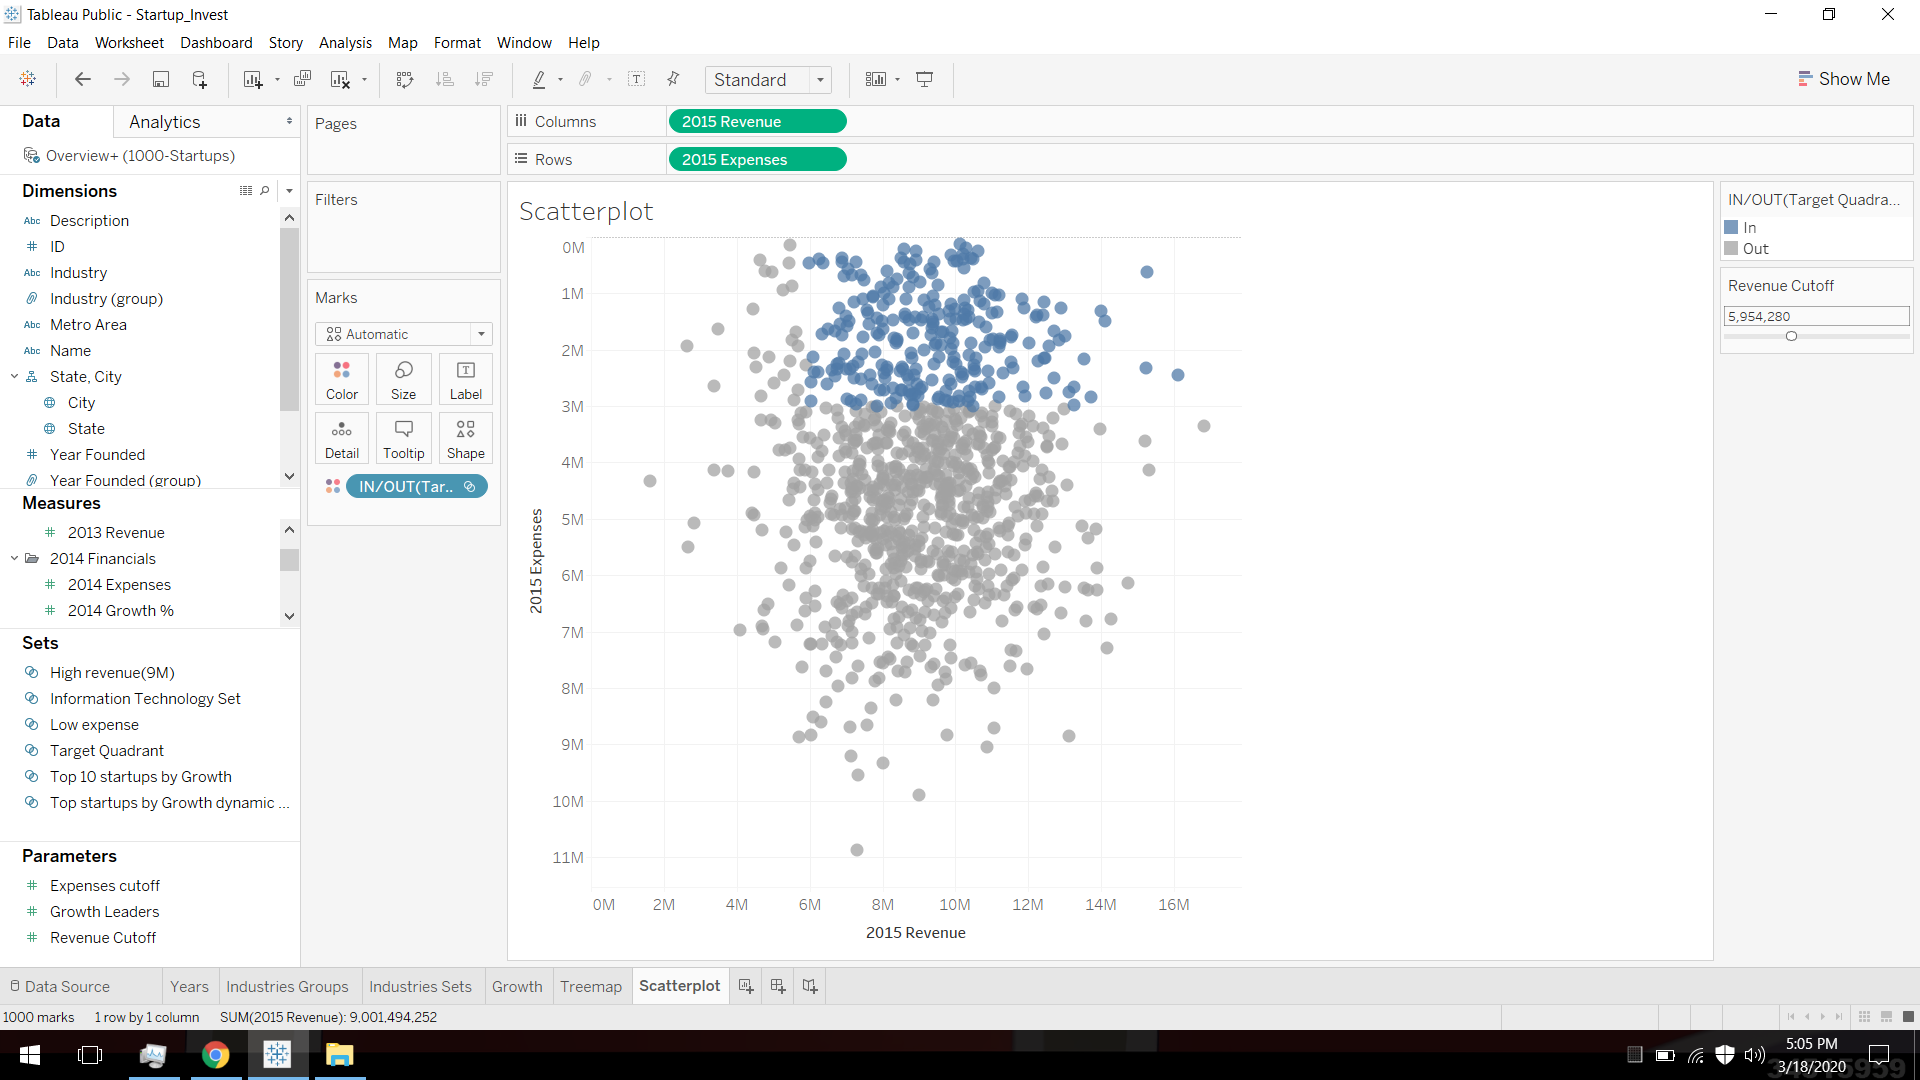 Tableau Public - Startup_Invest
File Data Worksheet Dashboard Story Analysis Map Format Window Help
Standard
Show Me
Data Analytics
Overview+ (1000-Startups)
Dimensions
Abc Description
ID
Abc Industry
Industry (group)
Abc Metro Area
Abc Name
State, City
City
State
Year Founded
Year Founded (group)
Measures
2013 Revenue
2014 Financials
2014 Expenses
2014 Growth %
Sets
High revenue(9M)
Information Technology Set
Low expense
Target Quadrant
Top 10 startups by Growth
Top startups by Growth dynamic ...
Parameters
Expenses cutoff
Growth Leaders
Revenue Cutoff
Pages
Filters
Marks
Automatic
Color Size Label
Detail Tooltip Shape
IN/OUT(Tar..
Columns 2015 Revenue
Rows 2015 Expenses
Scatterplot
0M
1M
2M
3M
4M
5M
6M
7M
8M
9M
10M
11M
2015 Expenses
0M 2M 4M 6M 8M 10M 12M 14M 16M
2015 Revenue
IN/OUT(Target Quadra...
In
Out
Revenue Cutoff
5,954,280
Data Source Years Industries Groups Industries Sets Growth Treemap Scatterplot
1000 marks 1 row by 1 column SUM(2015 Revenue): 9,001,494,252
5:05 PM
3/18/2020